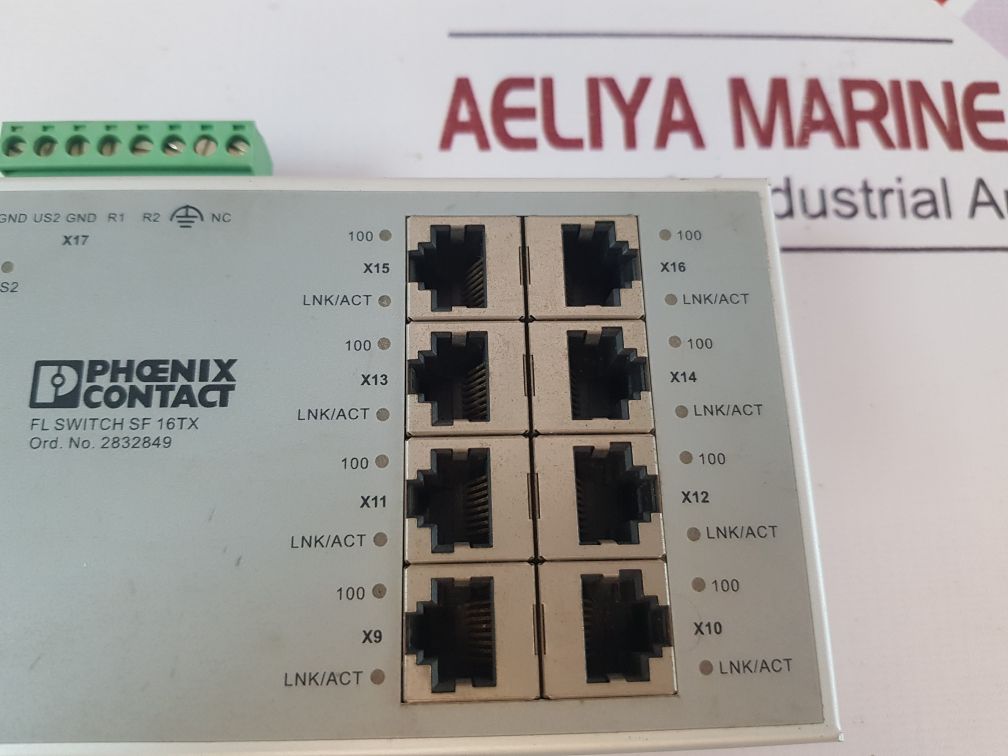 AELIYA MARINE
dustrial
GND US2 GND R1 R2 NC
X17
S2
PHŒNIX
CONTACT
FL SWITCH SF 16TX
Ord. No. 2832849
100 100
X15 X16
LNK/ACT LNK/ACT
100 100
X13 X14
LNK/ACT LNK/ACT
100 100
X11 X12
LNK/ACT LNK/ACT
100 100
X9 X10
LNK/ACT LNK/ACT